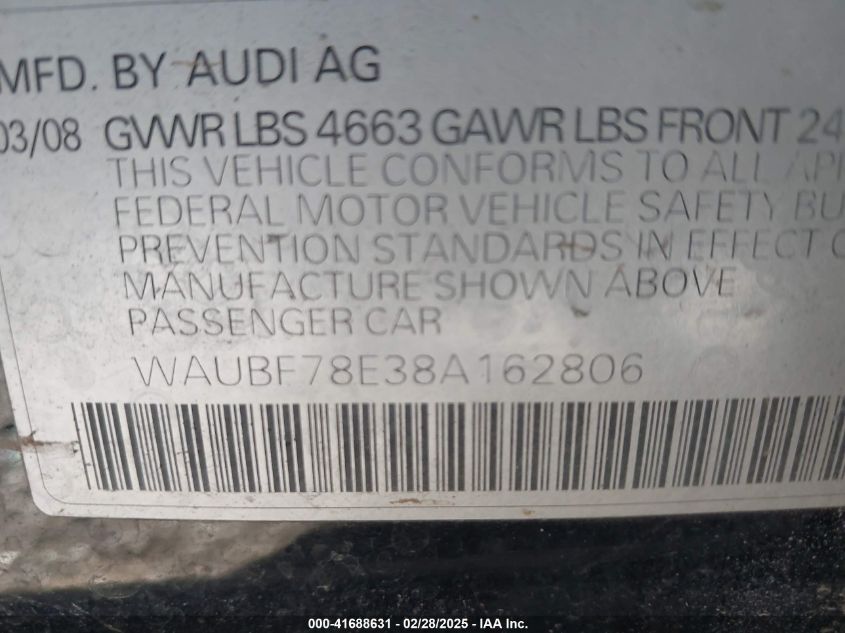 MFD. BY AUDI AG
03/08 GVWR LBS 4663 GAWR LBS FRONT 24
THIS VEHICLE CONFORMS TO ALL
FEDERAL MOTOR VEHICLE SAFETY BU
PREVENTION STANDARDS IN EFFECT O
MANUFACTURE SHOWN ABOVE
PASSENGER CAR
WAUBF78E38A162806
000-41688631 - 02/28/2025 - IAA Inc.